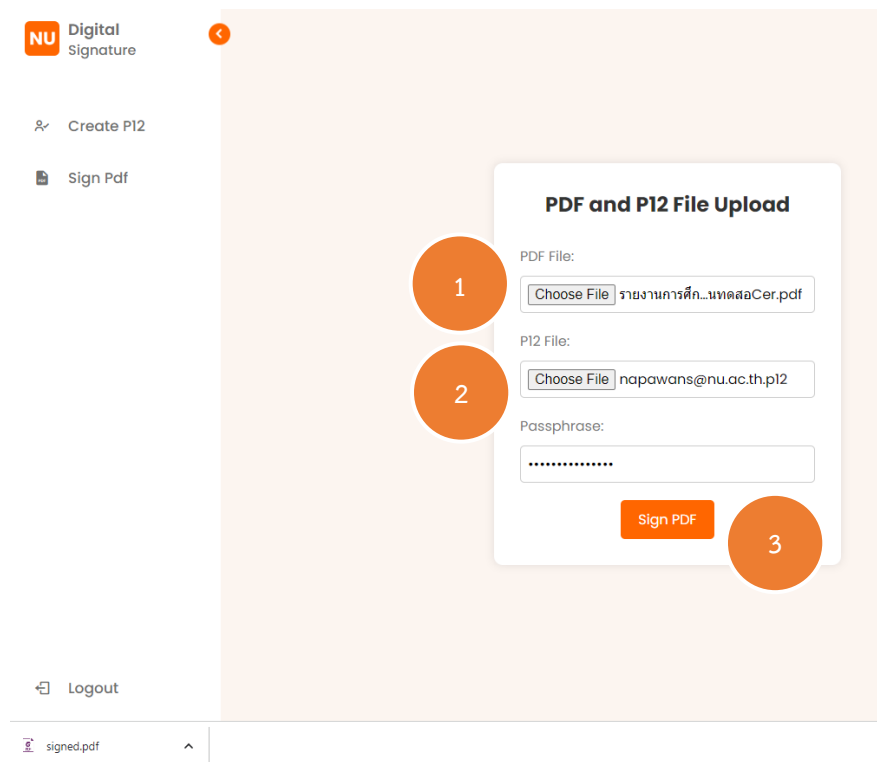 NU
Digital
Signature
Create P12
Sign Pdf
PDF and P12 File Upload
PDF File:
1
Choose File รายงานการศึก...นทดสอCer.pdf
P12 File:
2
Choose File napawans@nu.ac.th.p12
Passphrase:
•••••••••••••••
Sign PDF
3
Logout
signed.pdf